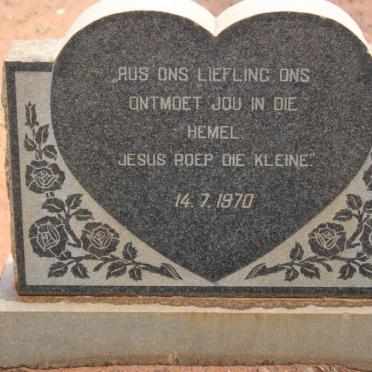 „RUS ONS LIEFLING ONS
ONTMOET JOU IN DIE
HEMEL.
JESUS ROEP DIE KLEINE."
14.7.1970